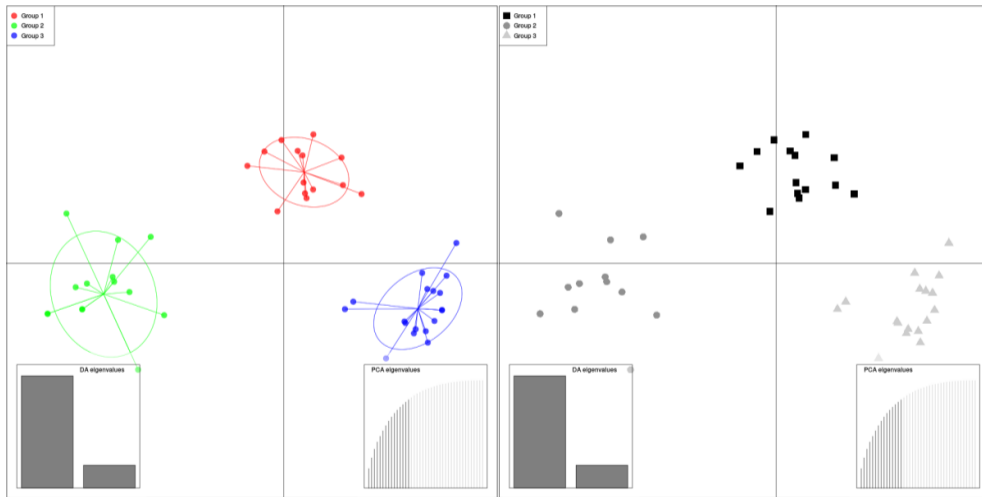 Group 1
Group 2
Group 3
DA eigenvalues
PCA eigenvalues
Group 1
Group 2
Group 3
DA eigenvalues
PCA eigenvalues